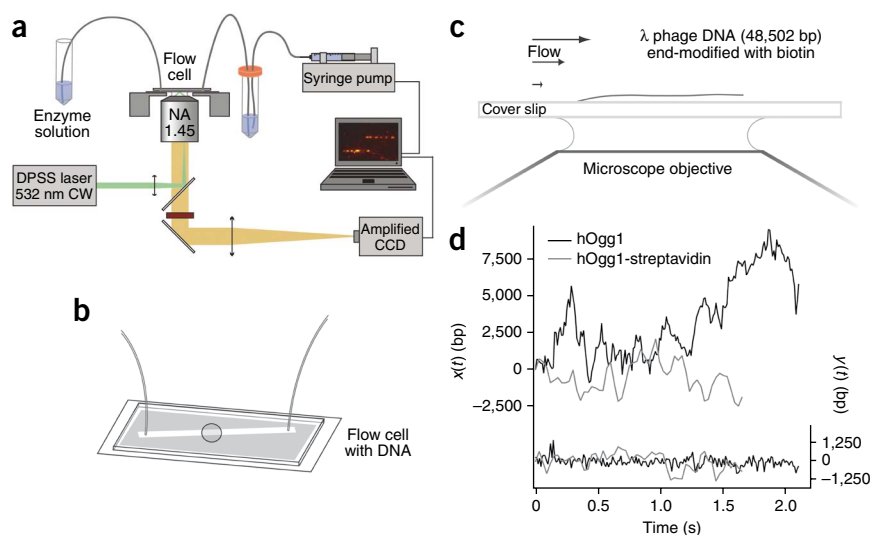 a
Flow
cell
Enzyme
solution
NA
1.45
Syringe pump
DPSS laser
532 nm CW
Amplified
CCD
b
Flow cell
with DNA
c
Flow
λ phage DNA (48,502 bp)
end-modified with biotin
Cover slip
Microscope objective
d
hOgg1
hOgg1-streptavidin
7,500
5,000
2,500
0
−2,500
x(t) (bp)
y(t) (bp)
1,250
0
−1,250
0
0.5
1.0
1.5
2.0
Time (s)